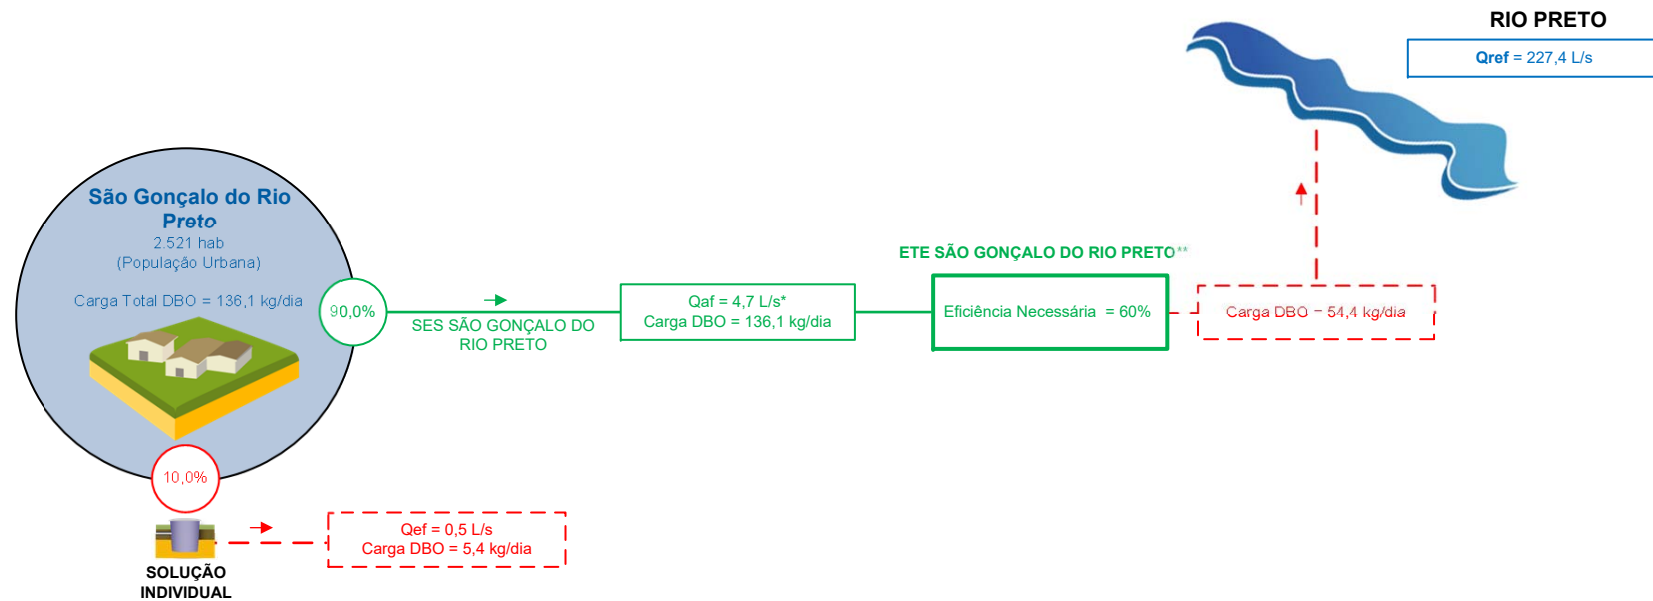 RIO PRETO
Qref = 227,4 L/s
São Gonçalo do Rio
Preto
2.521 hab
(População Urbana)
Carga Total DBO = 136,1 kg/dia
90,0%
SES SÃO GONÇALO DO
RIO PRETO
Qaf = 4,7 L/s*
Carga DBO = 136,1 kg/dia
ETE SÃO GONÇALO DO RIO PRETO**
Eficiência Necessária = 60%
Carga DBO = 54,4 kg/dia
10,0%
SOLUÇÃO
INDIVIDUAL
Qef = 0,5 L/s
Carga DBO = 5,4 kg/dia